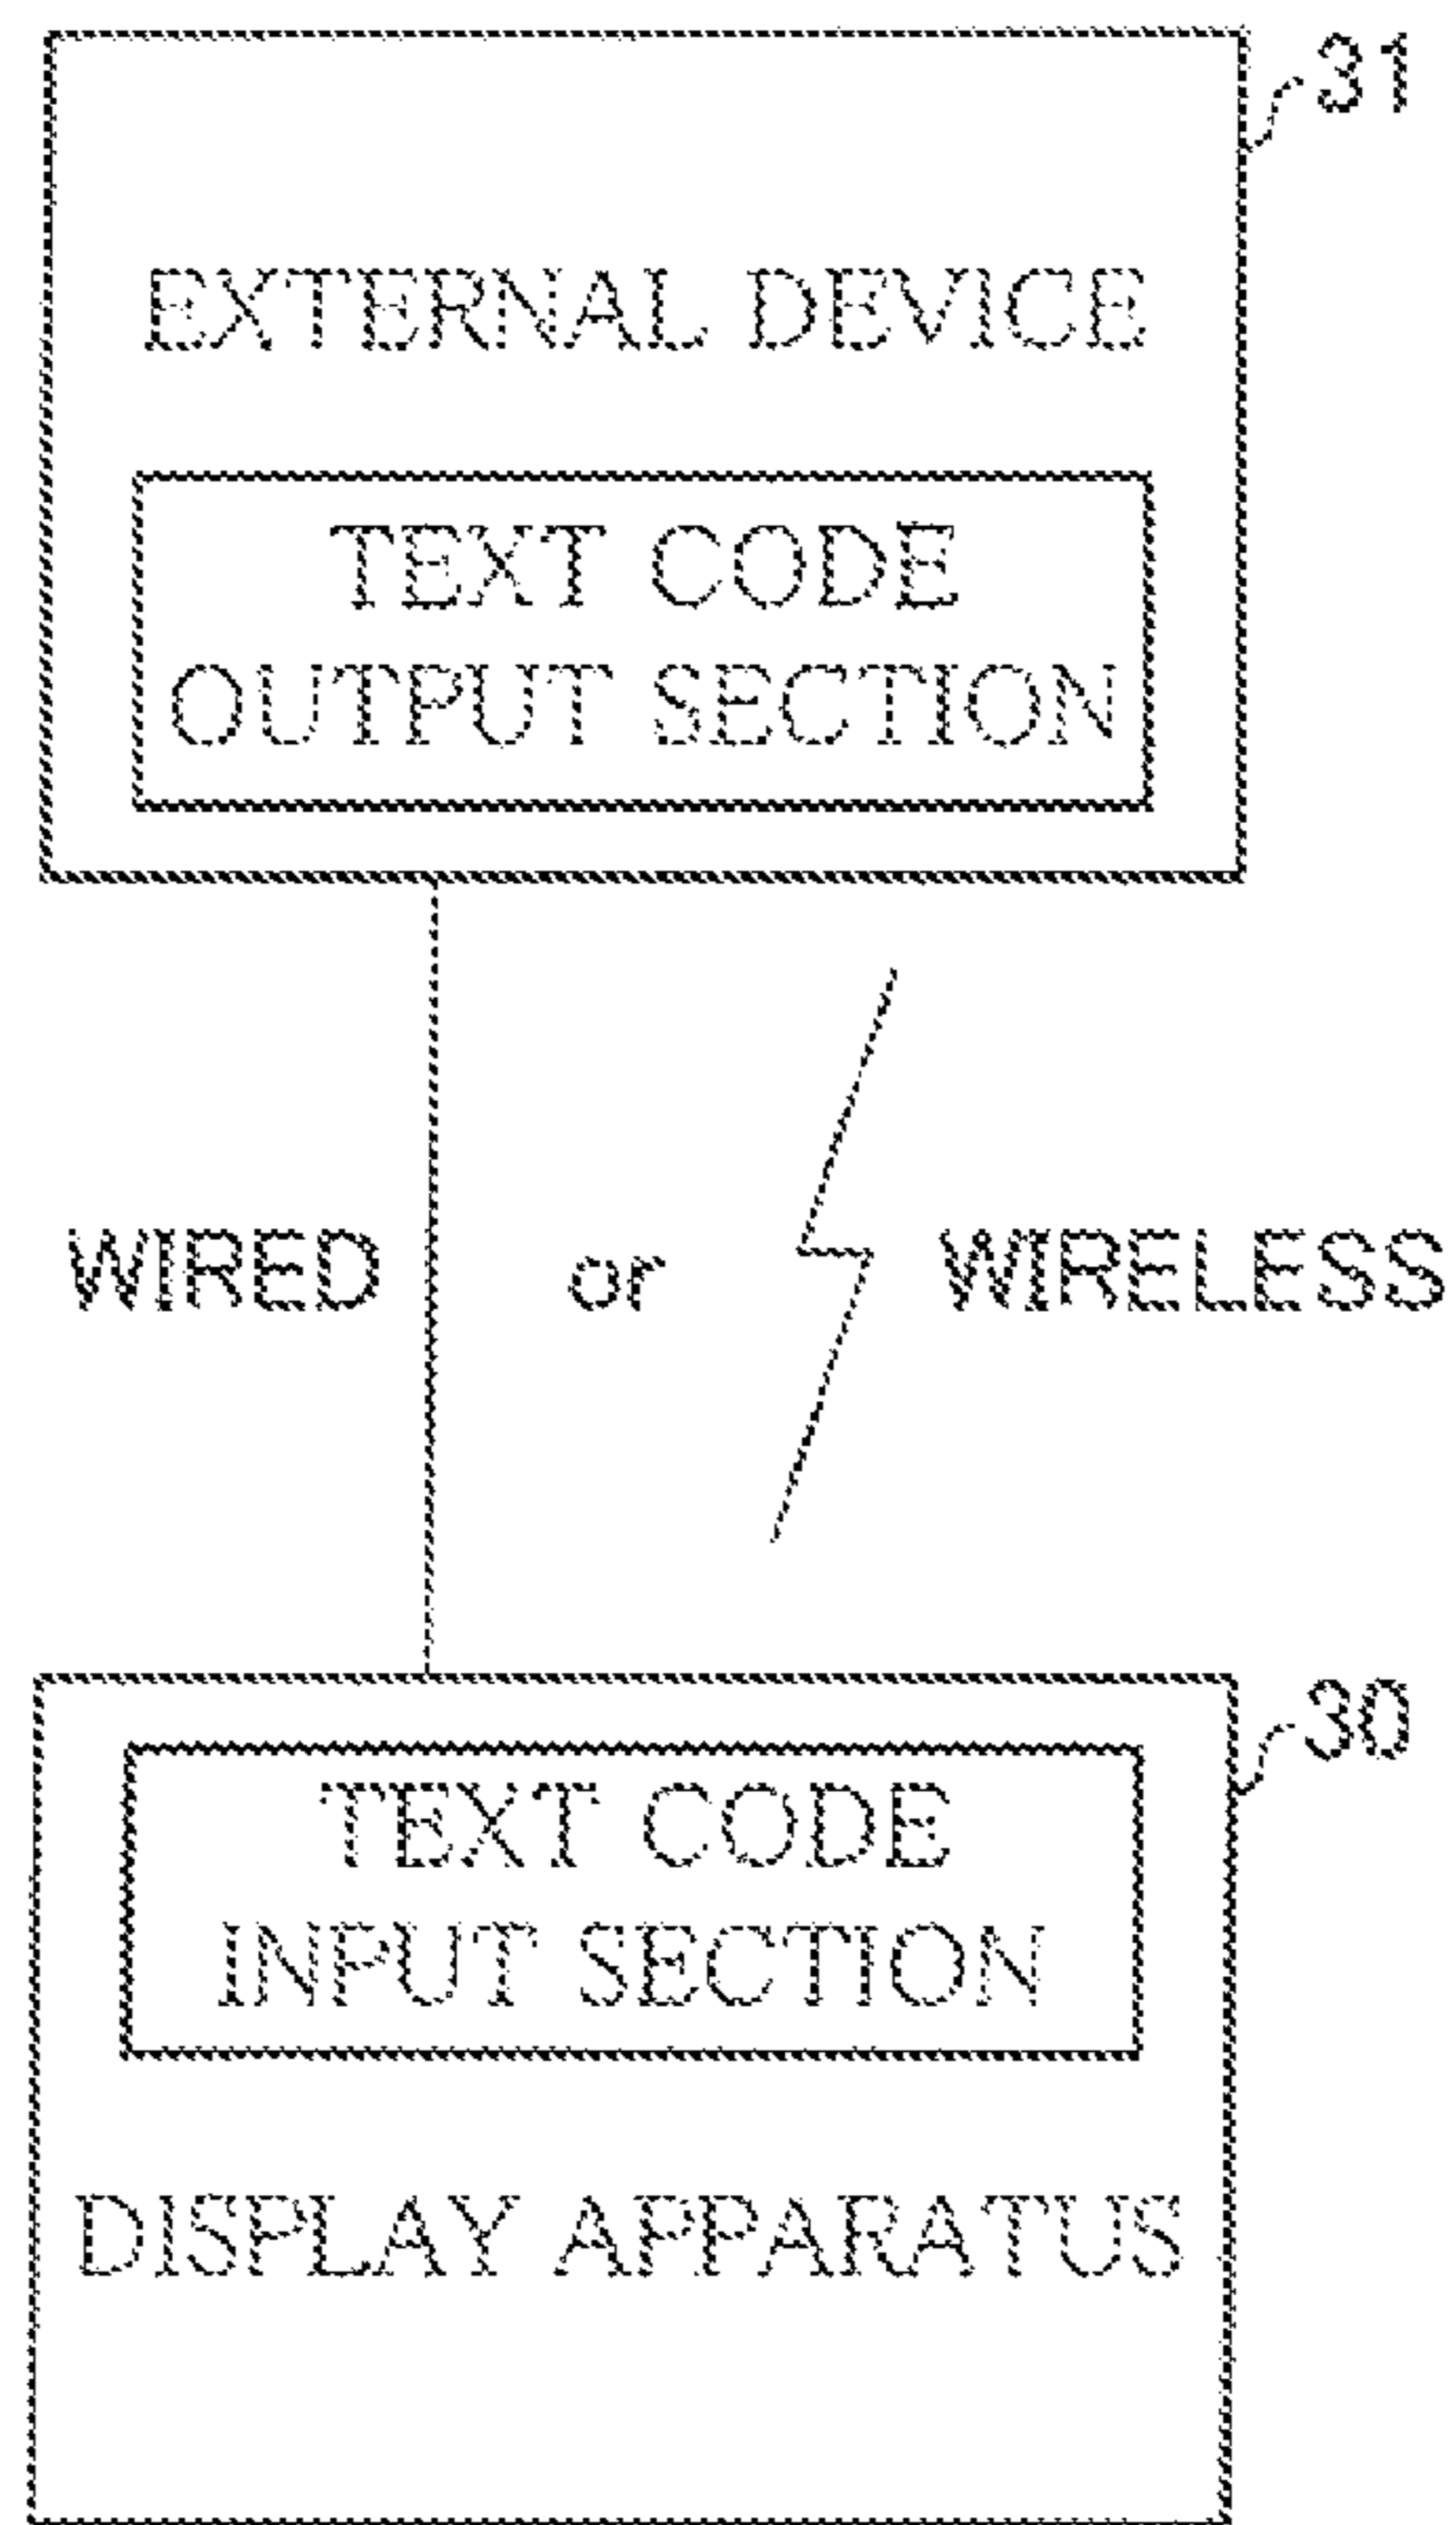 31
EXTERNAL DEVICE
TEXT CODE
OUTPUT SECTION
WIRED or WIRELESS
30
TEXT CODE
INPUT SECTION
DISPLAY APPARATUS